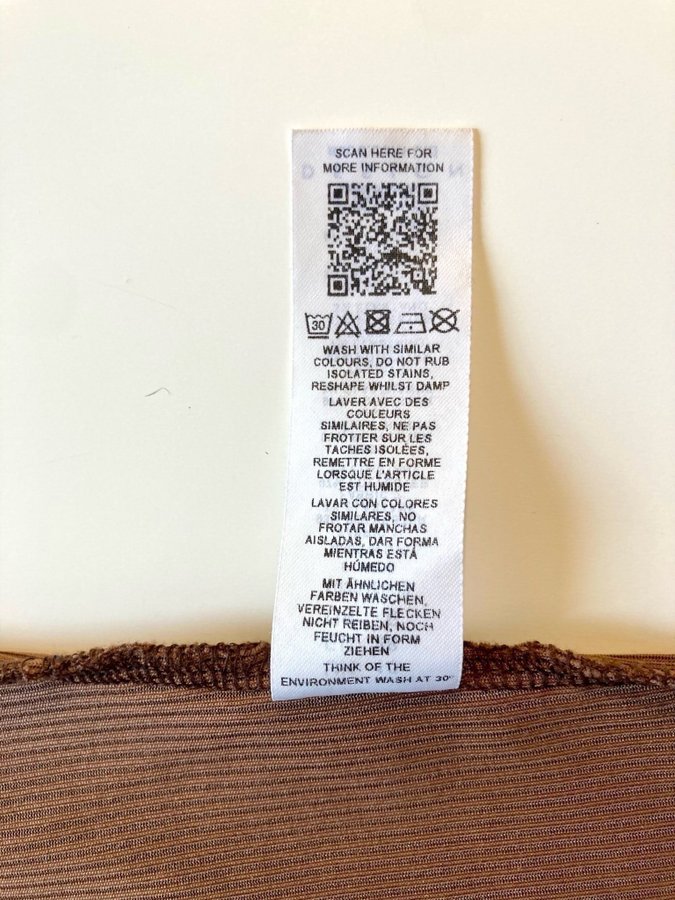 SCAN HERE FOR
MORE INFORMATION
30
WASH WITH SIMILAR
COLOURS, DO NOT RUB
ISOLATED STAINS,
RESHAPE WHILST DAMP
LAVER AVEC DES
COULEURS
SIMILAIRES, NE PAS
FROTTER SUR LES
TACHES ISOLÉES,
REMETTRE EN FORME
LORSQUE L'ARTICLE
EST HUMIDE
LAVAR CON COLORES
SIMILARES, NO
FROTAR MANCHAS
AISLADAS, DAR FORMA
MIENTRAS ESTÁ
HÚMEDO
MIT ÄHNLICHEN
FARBEN WASCHEN,
VEREINZELTE FLECKEN
NICHT REIBEN, NOCH
FEUCHT IN FORM
ZIEHEN
THINK OF THE
ENVIRONMENT WASH AT 30°